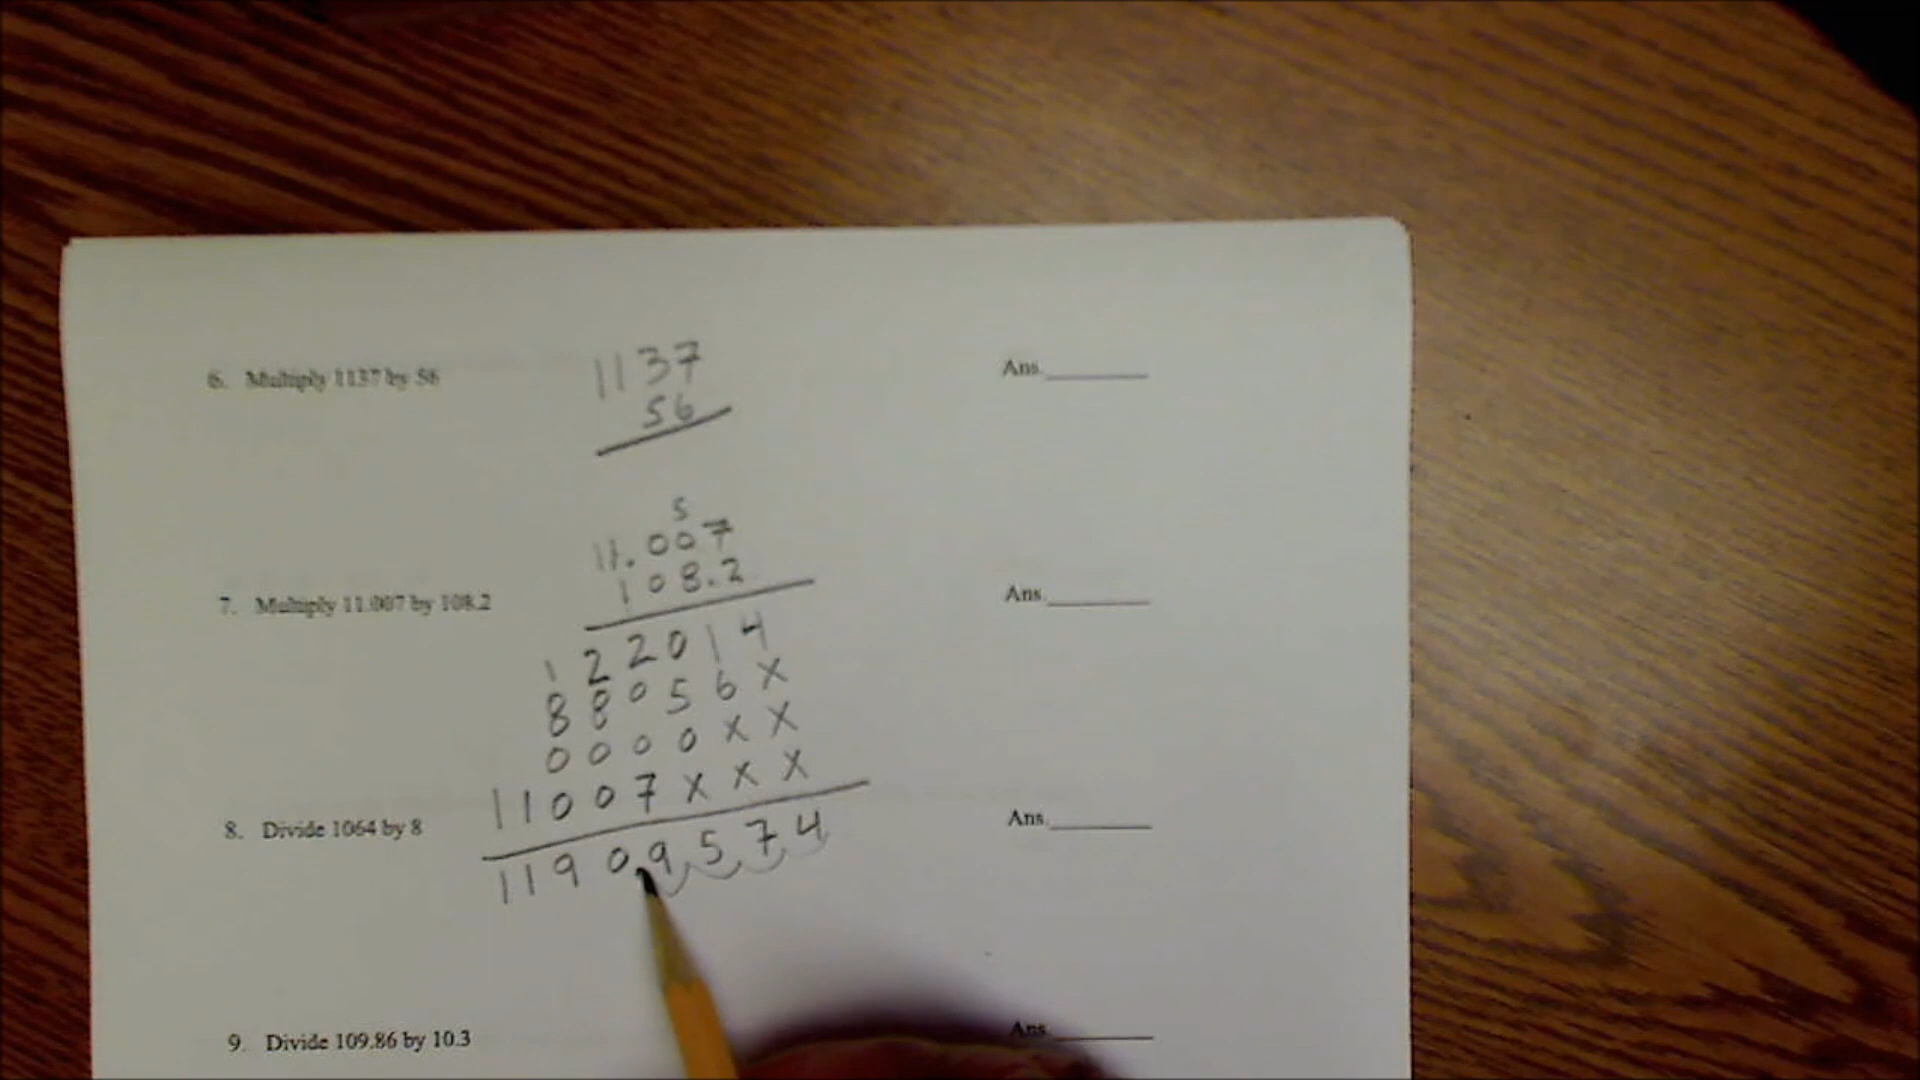 6. Multiply 1137 by 56
1137
56
Ans.
5
11.007
108.2
7. Multiply 11.007 by 108.2
Ans.
122014
88056x
0000xx
11007xxx
8. Divide 1064 by 8
Ans.
11909574
9. Divide 109.86 by 10.3
Ans.